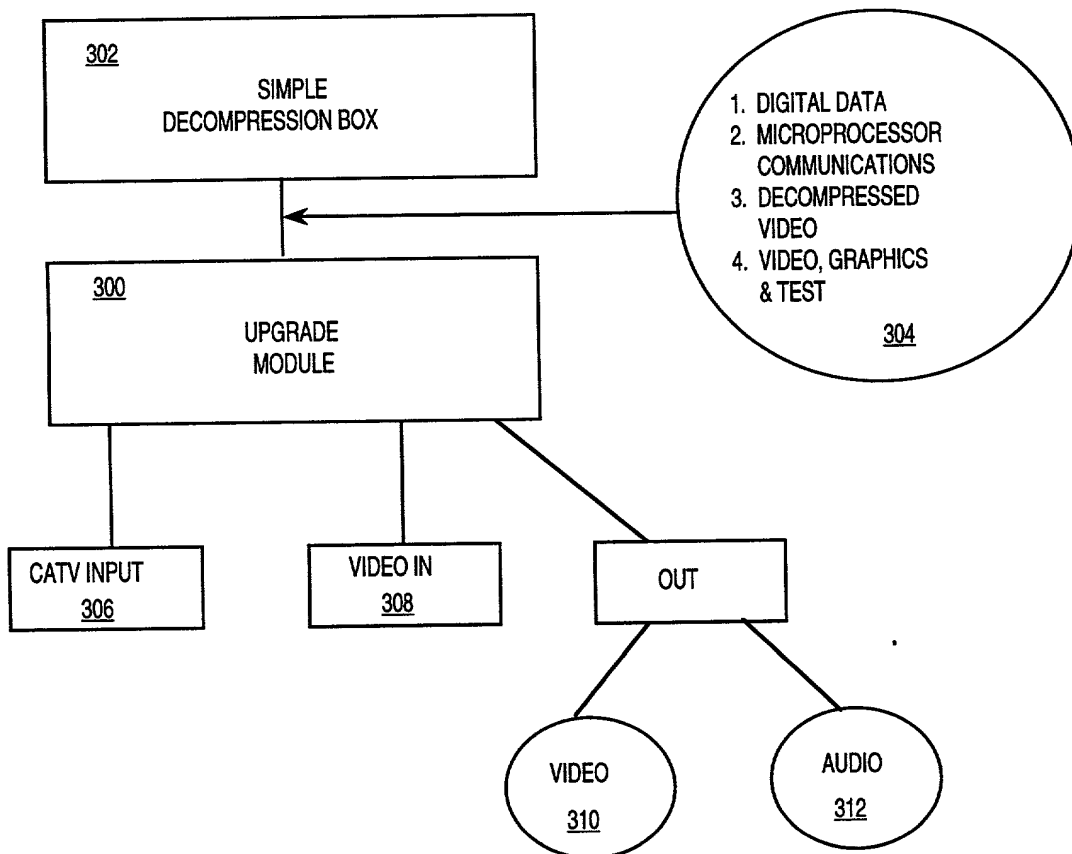 302
SIMPLE
DECOMPRESSION BOX
1. DIGITAL DATA
2. MICROPROCESSOR
COMMUNICATIONS
3. DECOMPRESSED
VIDEO
4. VIDEO, GRAPHICS
& TEST
304
300
UPGRADE
MODULE
CATV INPUT
306
VIDEO IN
308
OUT
VIDEO
310
AUDIO
312